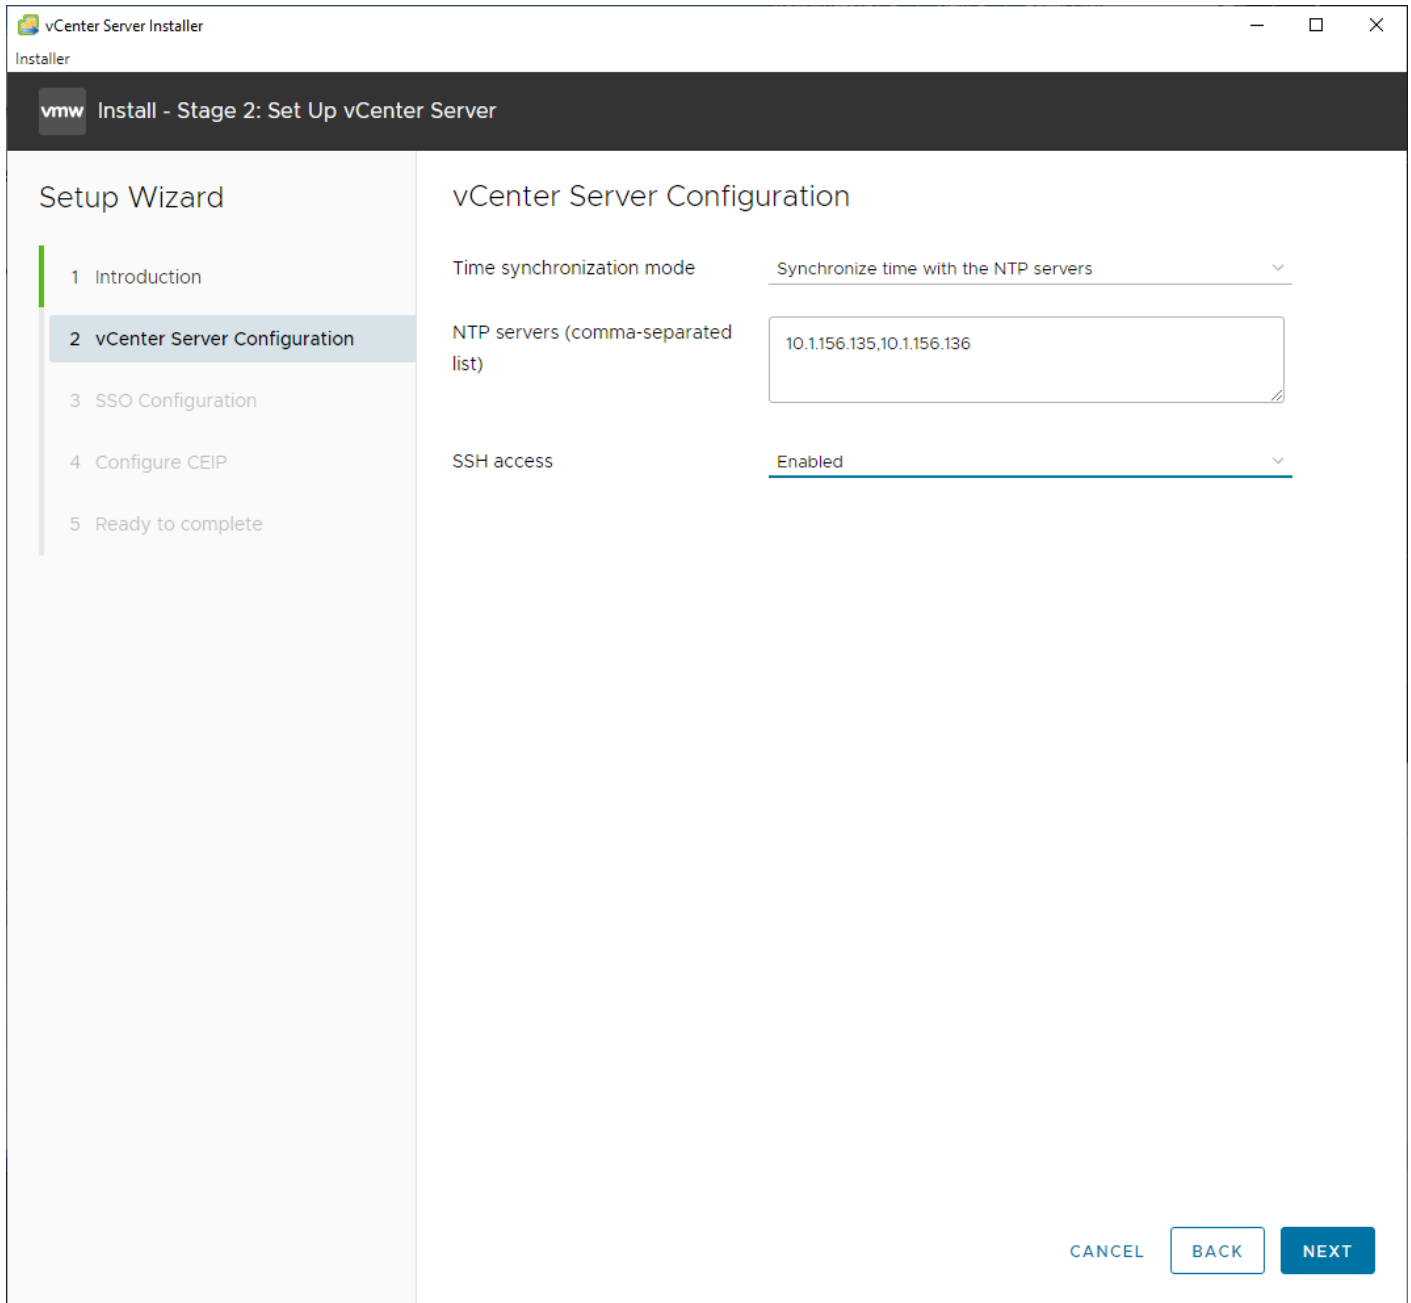 vCenter Server Installer
Installer
vmw Install - Stage 2: Set Up vCenter Server
Setup Wizard
1 Introduction
2 vCenter Server Configuration
3 SSO Configuration
4 Configure CEIP
5 Ready to complete
vCenter Server Configuration
Time synchronization mode
Synchronize time with the NTP servers
NTP servers (comma-separated
list)
10.1.156.135,10.1.156.136
SSH access
Enabled
CANCEL
BACK
NEXT